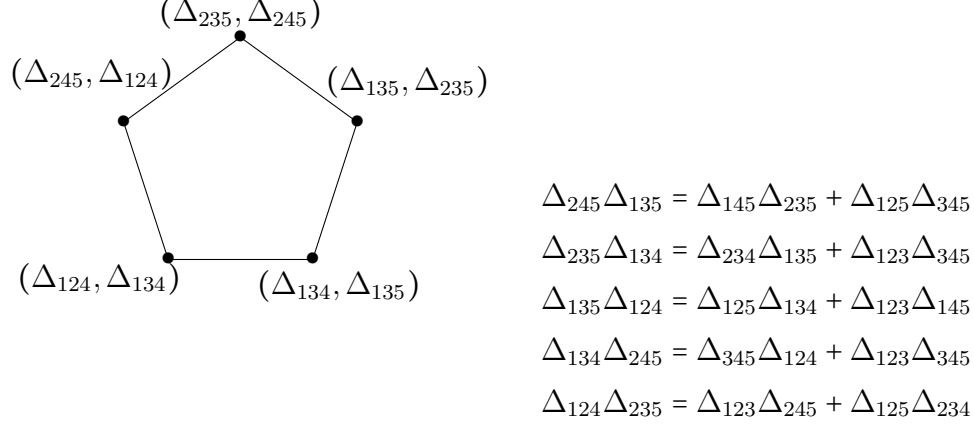 (Δ₂₃₅, Δ₂₄₅)
(Δ₂₄₅, Δ₁₂₄)
(Δ₁₃₅, Δ₂₃₅)
(Δ₁₂₄, Δ₁₃₄)
(Δ₁₃₄, Δ₁₃₅)
Δ₂₄₅Δ₁₃₅ = Δ₁₄₅Δ₂₃₅ + Δ₁₂₅Δ₃₄₅
Δ₂₃₅Δ₁₃₄ = Δ₂₃₄Δ₁₃₅ + Δ₁₂₃Δ₃₄₅
Δ₁₃₅Δ₁₂₄ = Δ₁₂₅Δ₁₃₄ + Δ₁₂₃Δ₁₄₅
Δ₁₃₄Δ₂₄₅ = Δ₃₄₅Δ₁₂₄ + Δ₁₂₃Δ₃₄₅
Δ₁₂₄Δ₂₃₅ = Δ₁₂₃Δ₂₄₅ + Δ₁₂₅Δ₂₃₄